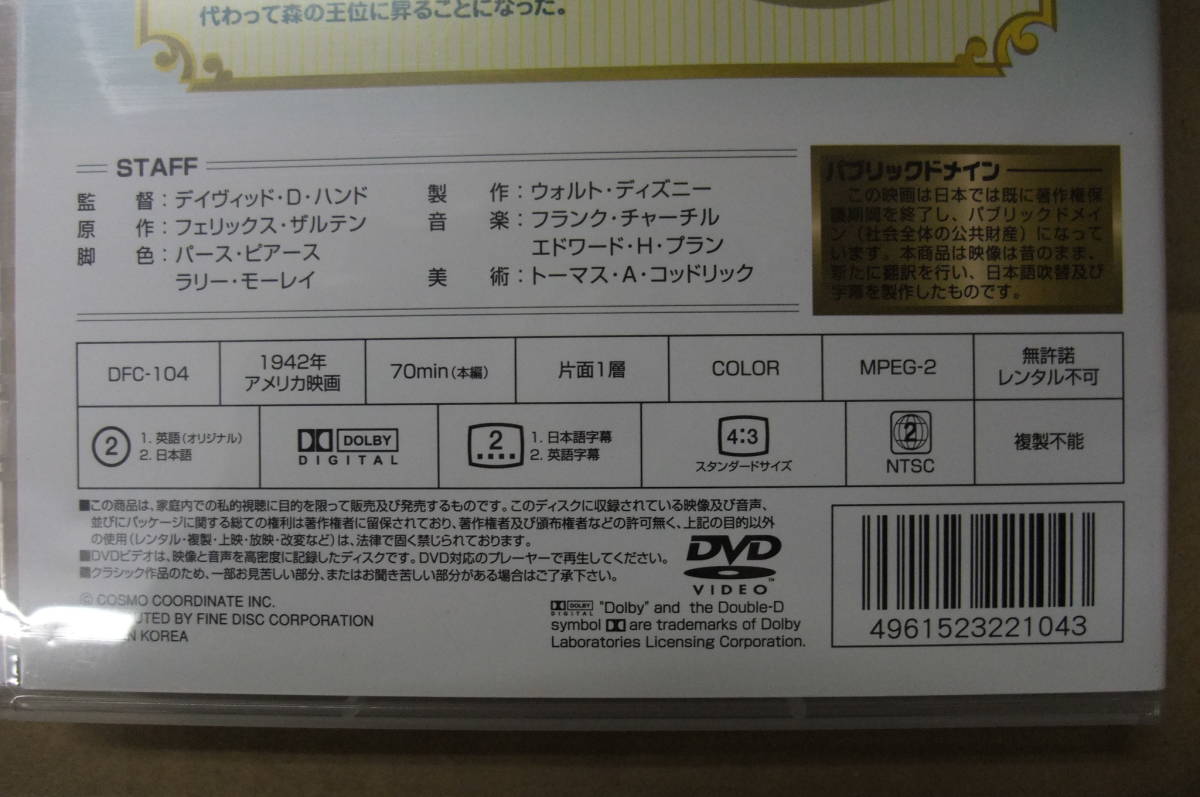 代わって森の王位に昇ることになった。
STAFF
監 督：デイヴィッド・D・ハンド
原 作：フェリックス・ザルテン
脚 色：パース・ピアース
ラリー・モーレイ
製 作：ウォルト・ディズニー
音 楽：フランク・チャーチル
エドワード・H・プラン
美 術：トーマス・A・コッドリック
パブリックドメイン
この映画は日本では既に著作権保
護期間を終了し、パブリックドメイ
ン（社会全体の公共財産）になって
います。本商品は映像は昔のまま、
新たに翻訳を行い、日本語吹替及び
字幕を製作したものです。
DFC-104
1942年
アメリカ映画
70min（本編）
片面1層
COLOR
MPEG-2
無許諾
レンタル不可
2
1. 英語（オリジナル）
2. 日本語
DOLBY
DIGITAL
2
1. 日本語字幕
2. 英語字幕
4:3
スタンダードサイズ
2
NTSC
複製不能
■この商品は、家庭内での私的視聴に目的を限って販売及び発売するものです。このディスクに収録されている映像及び音声、
並びにパッケージに関する総ての権利は著作権者に留保されており、著作権者及び頒布権者などの許可無く、上記の目的以外
の使用（レンタル・複製・上映・放映・改変など）は、法律で固く禁じられております。
■DVDビデオは、映像と音声を高密度に記録したディスクです。DVD対応のプレーヤーで再生してください。
■クラシック作品のため、一部お見苦しい部分、またはお聞き苦しい部分がある場合はご了承下さい。
© COSMO COORDINATE INC.
UTED BY FINE DISC CORPORATION
N KOREA
DVD
VIDEO
DOLBY DIGITAL "Dolby" and the Double-D
symbol are trademarks of Dolby
Laboratories Licensing Corporation.
4961523221043